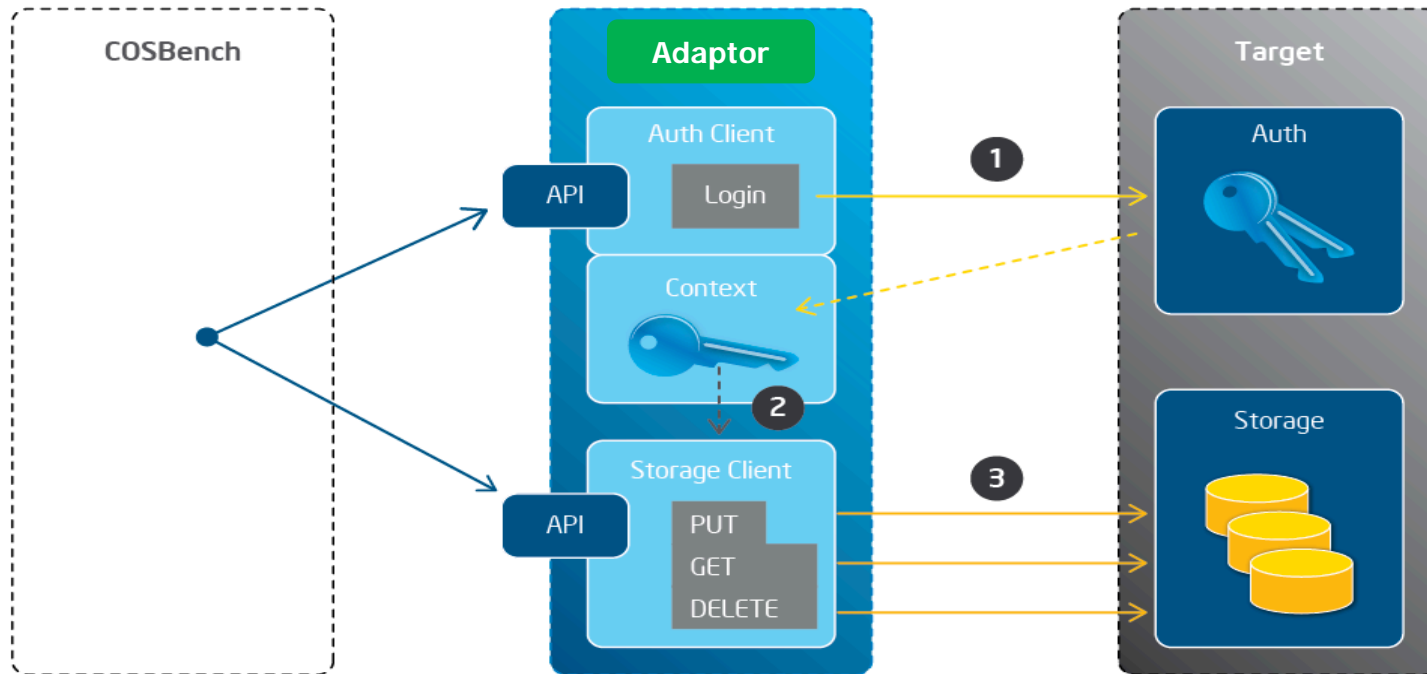 COSBench
Adaptor
Target
Auth Client
API
Login
1
Auth
Context
2
Storage Client
API
PUT
GET
DELETE
3
Storage